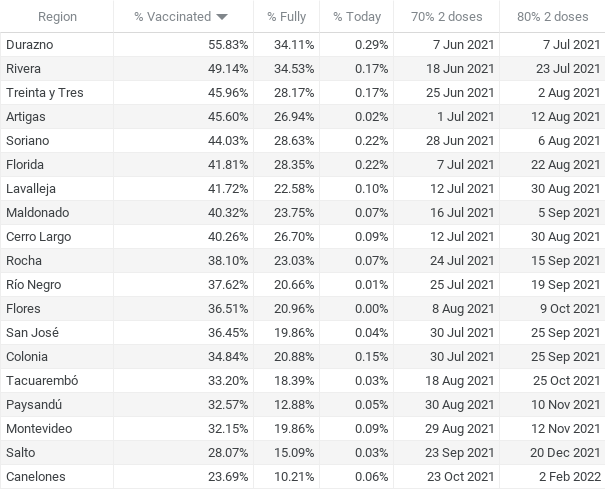 Region % Vaccinated % Fully % Today 70% 2 doses 80% 2 doses
Durazno 55.83% 34.11% 0.29% 7 Jun 2021 7 Jul 2021
Rivera 49.14% 34.53% 0.17% 18 Jun 2021 23 Jul 2021
Treinta y Tres 45.96% 28.17% 0.17% 25 Jun 2021 2 Aug 2021
Artigas 45.60% 26.94% 0.02% 1 Jul 2021 12 Aug 2021
Soriano 44.03% 28.63% 0.22% 28 Jun 2021 6 Aug 2021
Florida 41.81% 28.35% 0.22% 7 Jul 2021 22 Aug 2021
Lavalleja 41.72% 22.58% 0.10% 12 Jul 2021 30 Aug 2021
Maldonado 40.32% 23.75% 0.07% 16 Jul 2021 5 Sep 2021
Cerro Largo 40.26% 26.70% 0.09% 12 Jul 2021 30 Aug 2021
Rocha 38.10% 23.03% 0.07% 24 Jul 2021 15 Sep 2021
Río Negro 37.62% 20.66% 0.01% 25 Jul 2021 19 Sep 2021
Flores 36.51% 20.96% 0.00% 8 Aug 2021 9 Oct 2021
San José 36.45% 19.86% 0.04% 30 Jul 2021 25 Sep 2021
Colonia 34.84% 20.88% 0.15% 30 Jul 2021 25 Sep 2021
Tacuarembó 33.20% 18.39% 0.03% 18 Aug 2021 25 Oct 2021
Paysandú 32.57% 12.88% 0.05% 30 Aug 2021 10 Nov 2021
Montevideo 32.15% 19.86% 0.09% 29 Aug 2021 12 Nov 2021
Salto 28.07% 15.09% 0.03% 23 Sep 2021 20 Dec 2021
Canelones 23.69% 10.21% 0.06% 23 Oct 2021 2 Feb 2022